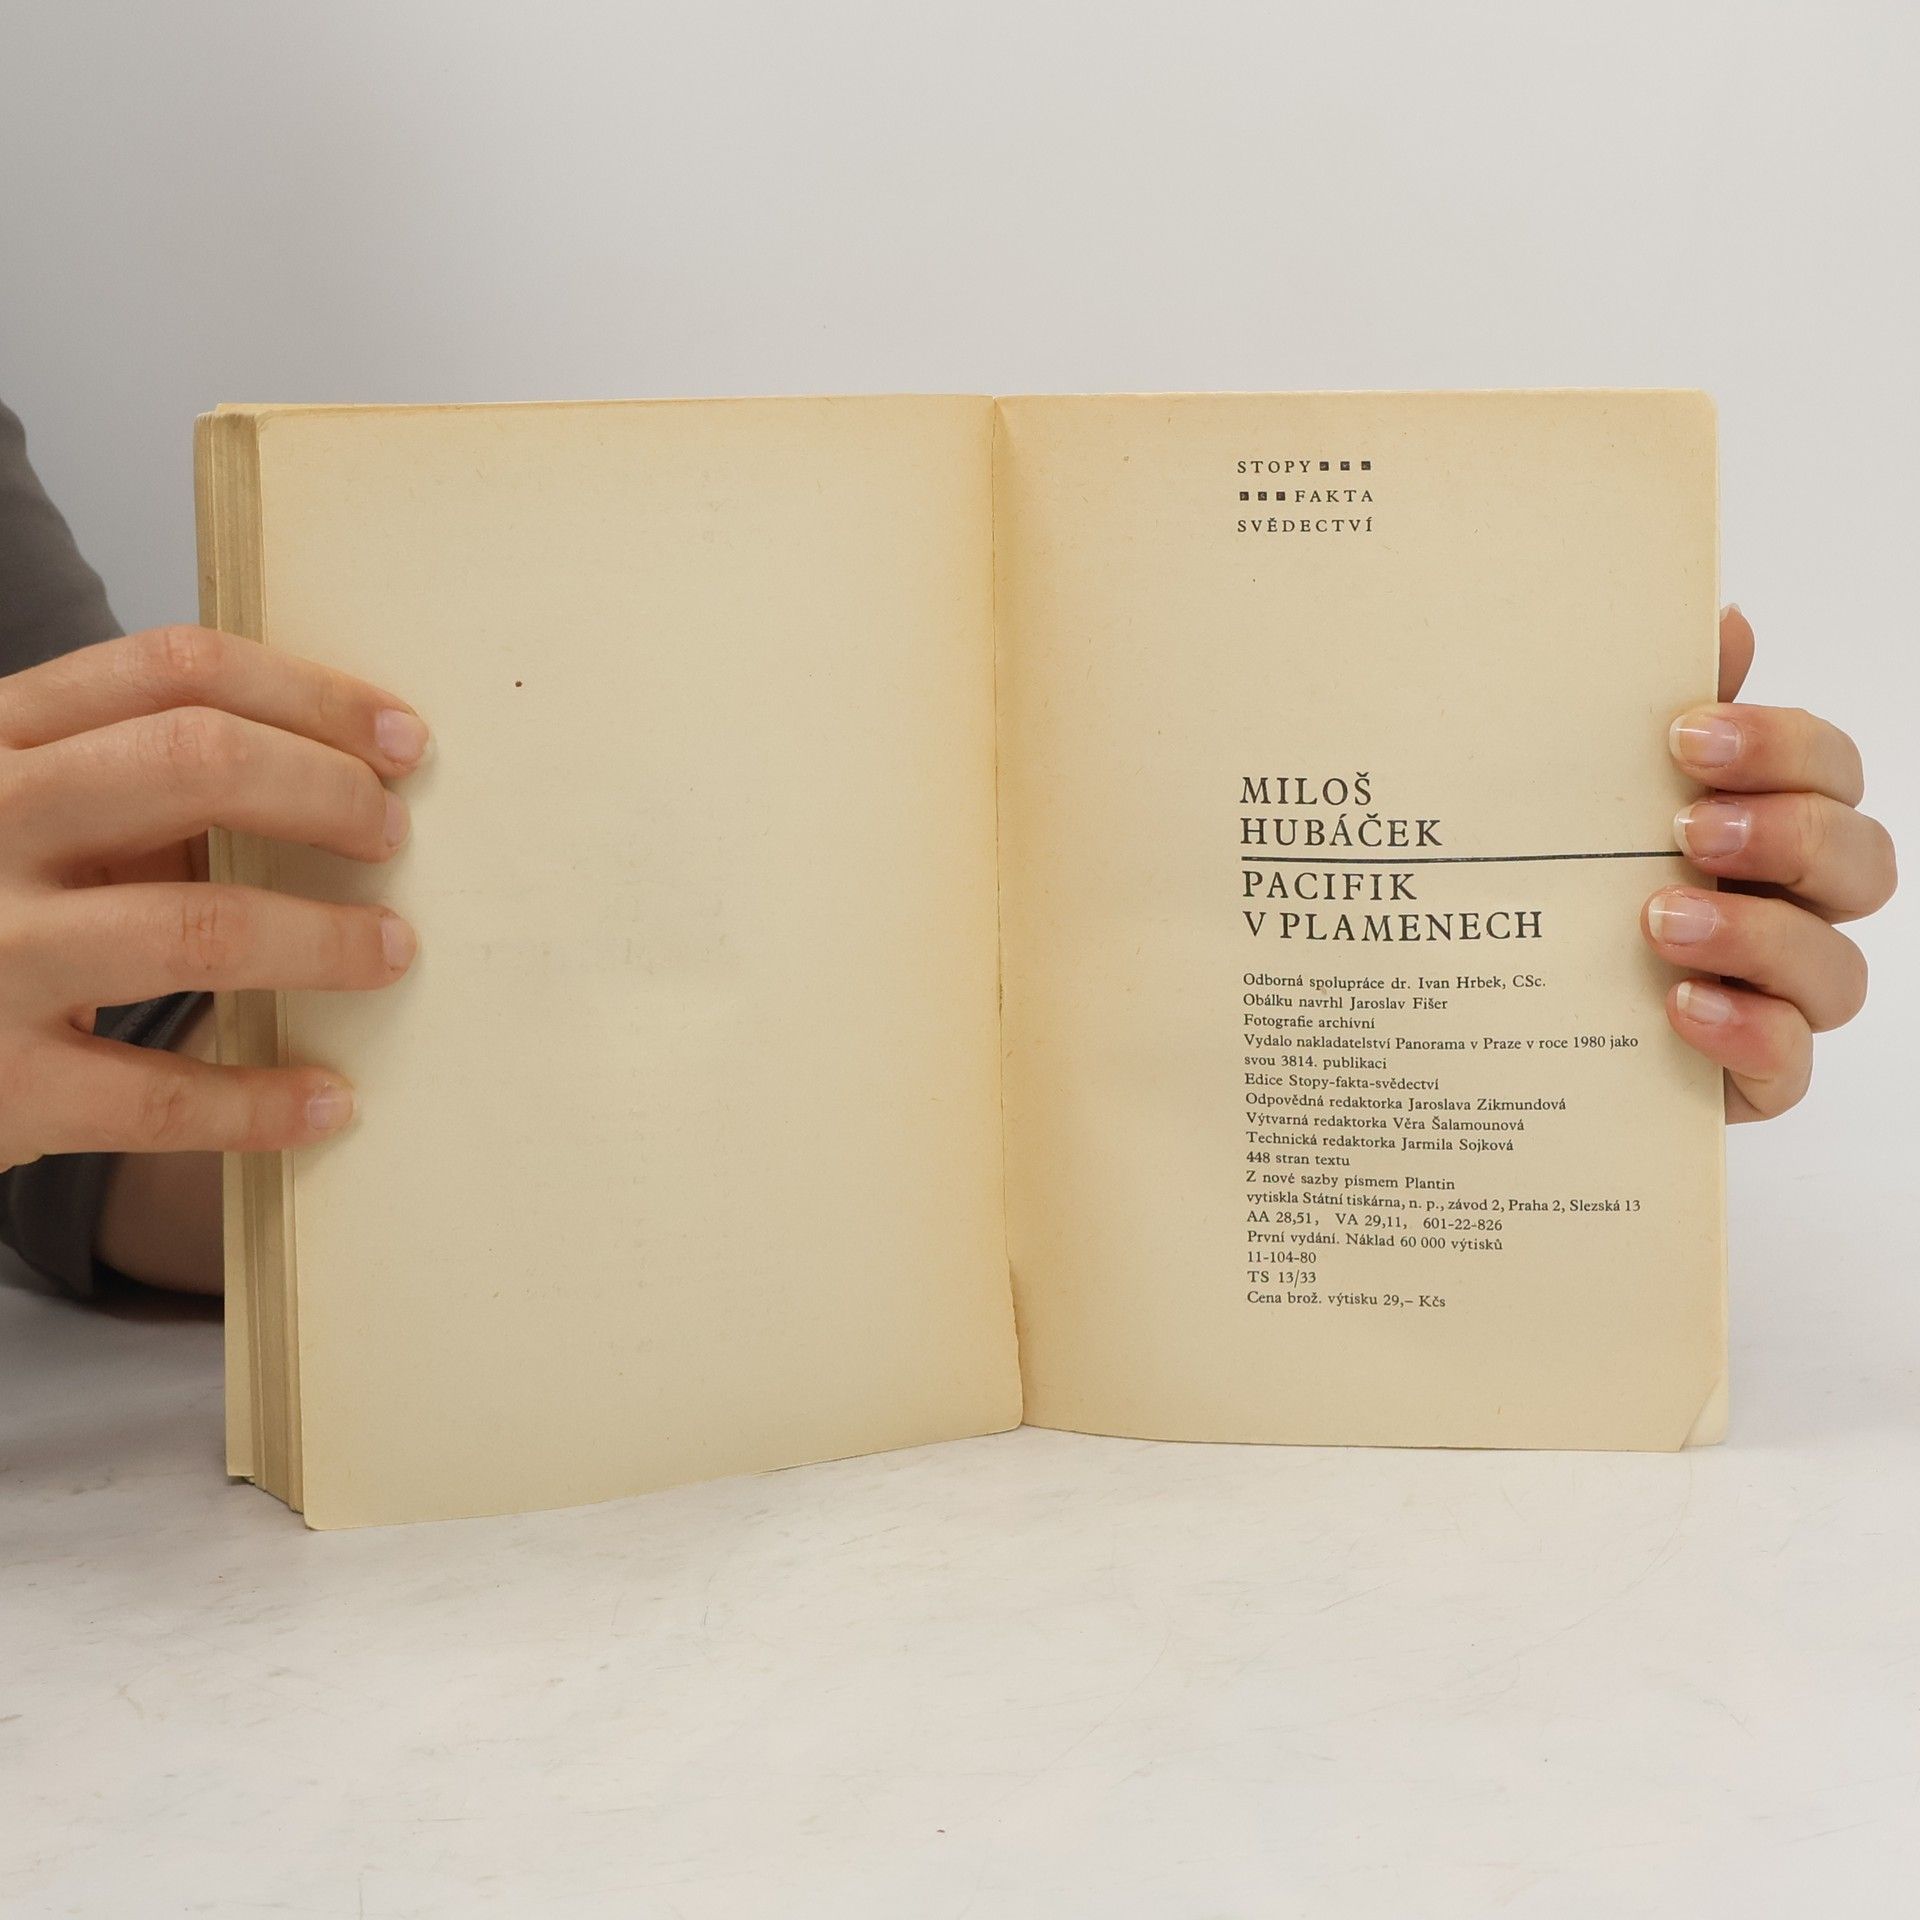 STOPY
FAKTA
SVĚDECTVÍ
MILOŠ
HUBÁČEK
PACIFIK
V PLAMENECH
Odborná spolupráce dr. Ivan Hrbek, CSc.
Obálku navrhl Jaroslav Fišer
Fotografie archívní
Vydalo nakladatelství Panorama v Praze v roce 1980 jako
svou 3814. publikaci
Edice Stopy-fakta-svědectví
Odpovědná redaktorka Jaroslava Zikmundová
Výtvarná redaktorka Věra Šalamounová
Technická redaktorka Jarmila Sojková
448 stran textu
Z nové sazby písmem Plantin
vytiskla Státní tiskárna, n. p., závod 2, Praha 2, Slezská 13
AA 28,51, VA 29,11, 601-22-826
První vydání. Náklad 60 000 výtisků
11-104-80
TS 13/33
Cena brož. výtisku 29,– Kčs